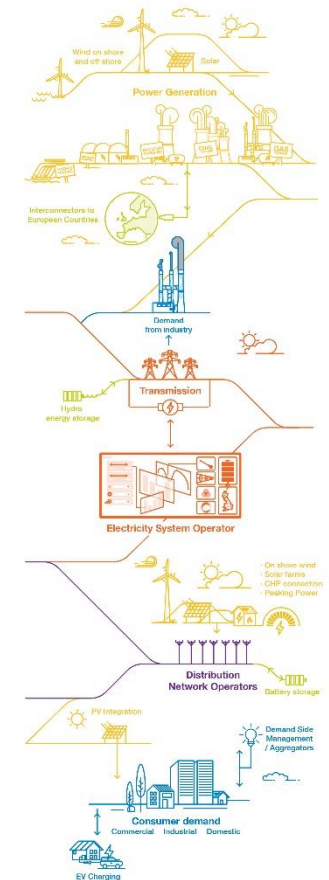 Wind on shore
and off shore
Solar
Power Generation
Interconnectors to
European Countries
Demand
from industry
Transmission
Hydro
energy storage
Electricity System Operator
· On shore wind
· Solar farms
· CHP connection
· Peaking Power
Distribution
Network Operators
Battery storage
PV Integration
Demand Side
Management
/ Aggregators
Consumer demand
Commercial Industrial Domestic
EV Charging